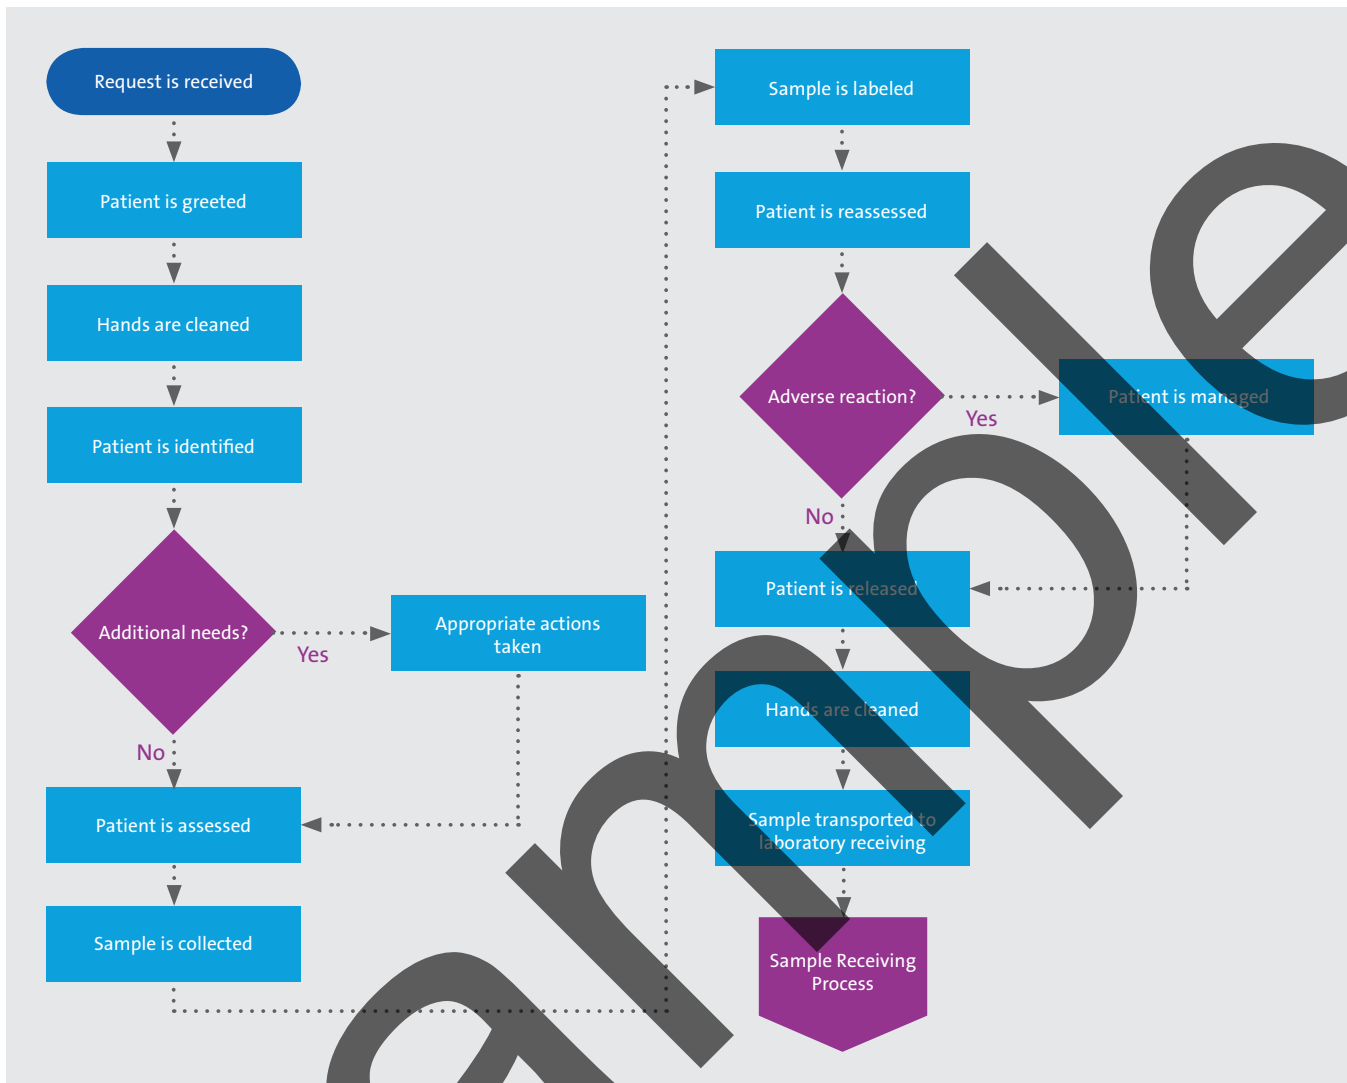 Request is received
Patient is greeted
Hands are cleaned
Patient is identified
Additional needs?
Yes
Appropriate actions
taken
No
Patient is assessed
Sample is collected
Sample is labeled
Patient is reassessed
Adverse reaction?
Yes
Patient is managed
No
Patient is released
Hands are cleaned
Sample transported to
laboratory receiving
Sample Receiving
Process
ample